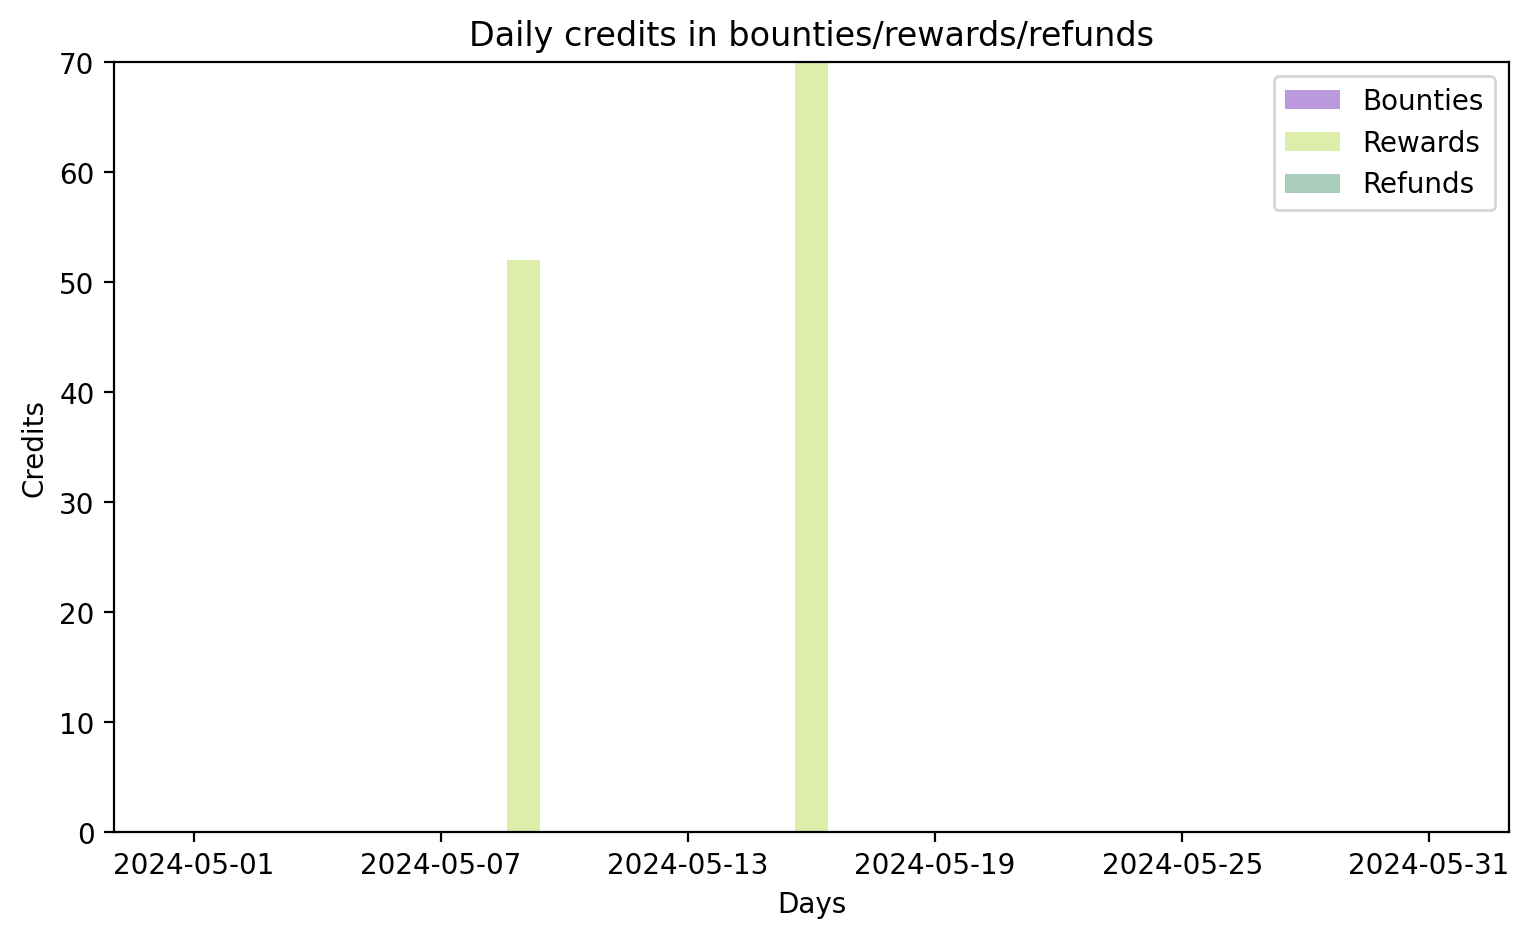 Daily credits in bounties/rewards/refunds
70
60
50
40
30
20
10
0
Credits
Bounties
Rewards
Refunds
2024-05-01 2024-05-07 2024-05-13 2024-05-19 2024-05-25 2024-05-31
Days